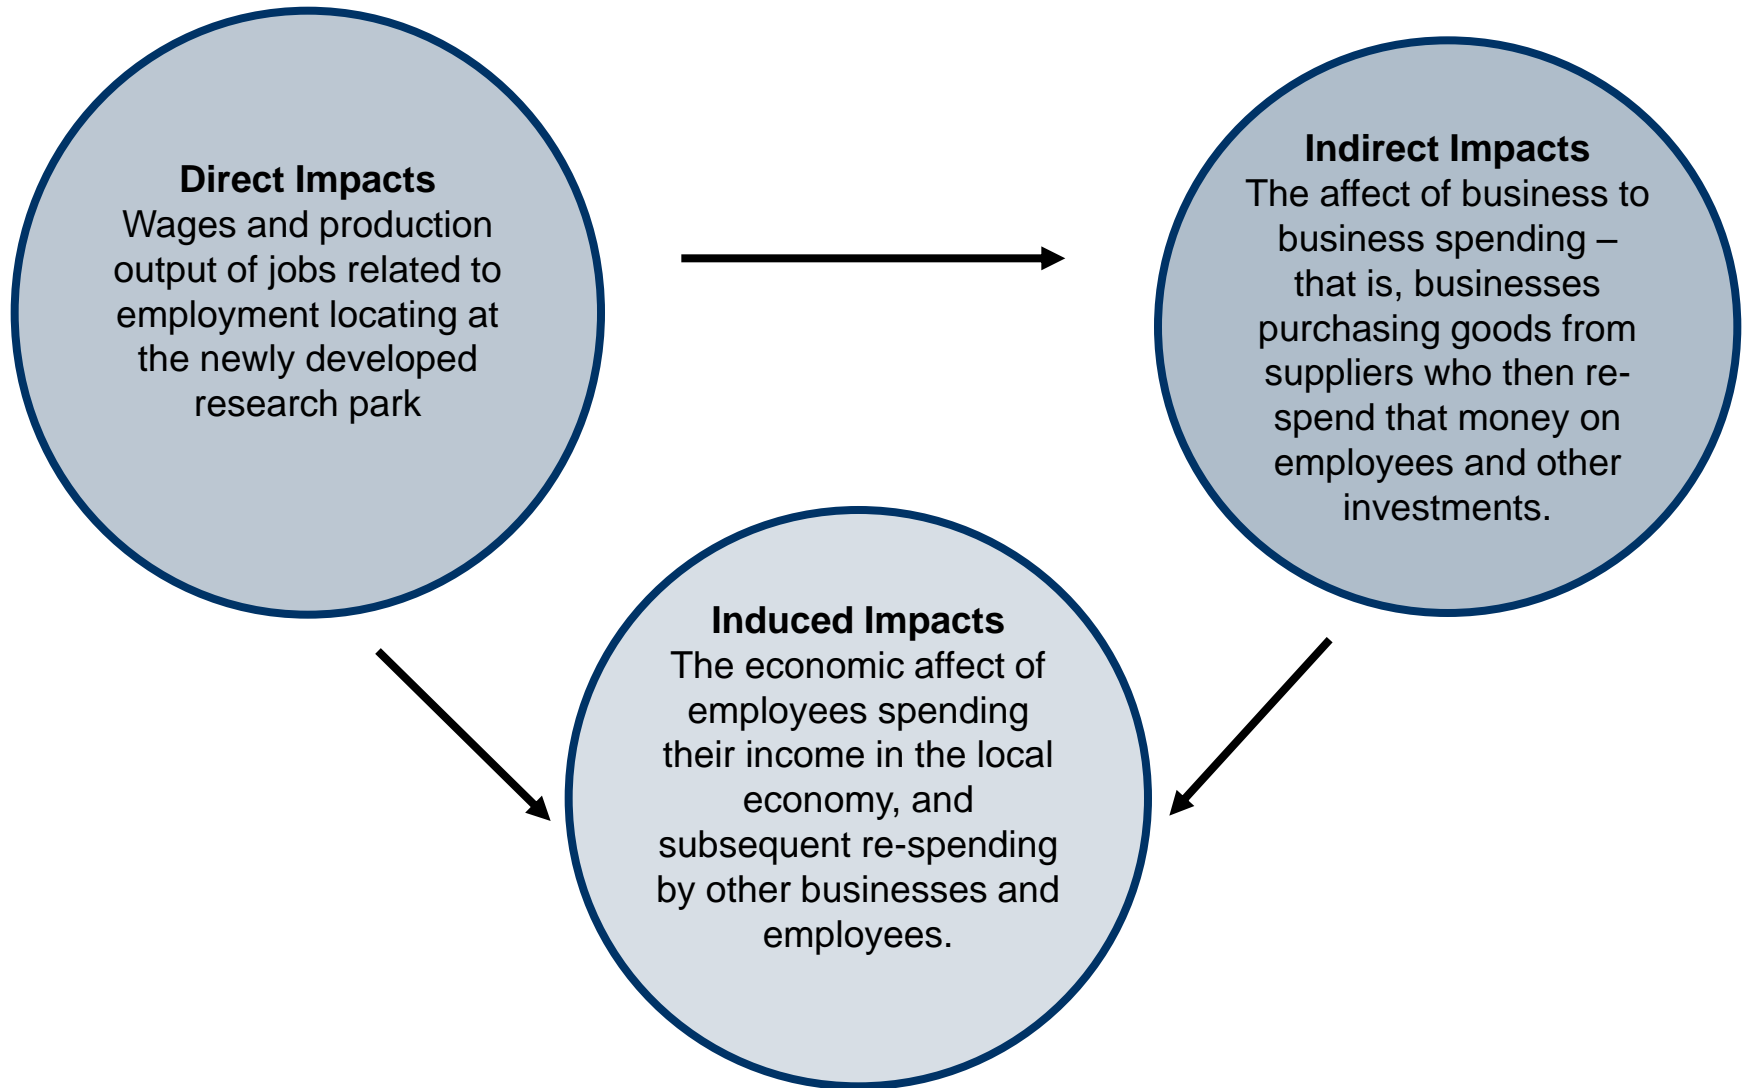 Direct Impacts
Wages and production
output of jobs related to
employment locating at
the newly developed
research park
Indirect Impacts
The affect of business to
business spending –
that is, businesses
purchasing goods from
suppliers who then re-
spend that money on
employees and other
investments.
Induced Impacts
The economic affect of
employees spending
their income in the local
economy, and
subsequent re-spending
by other businesses and
employees.